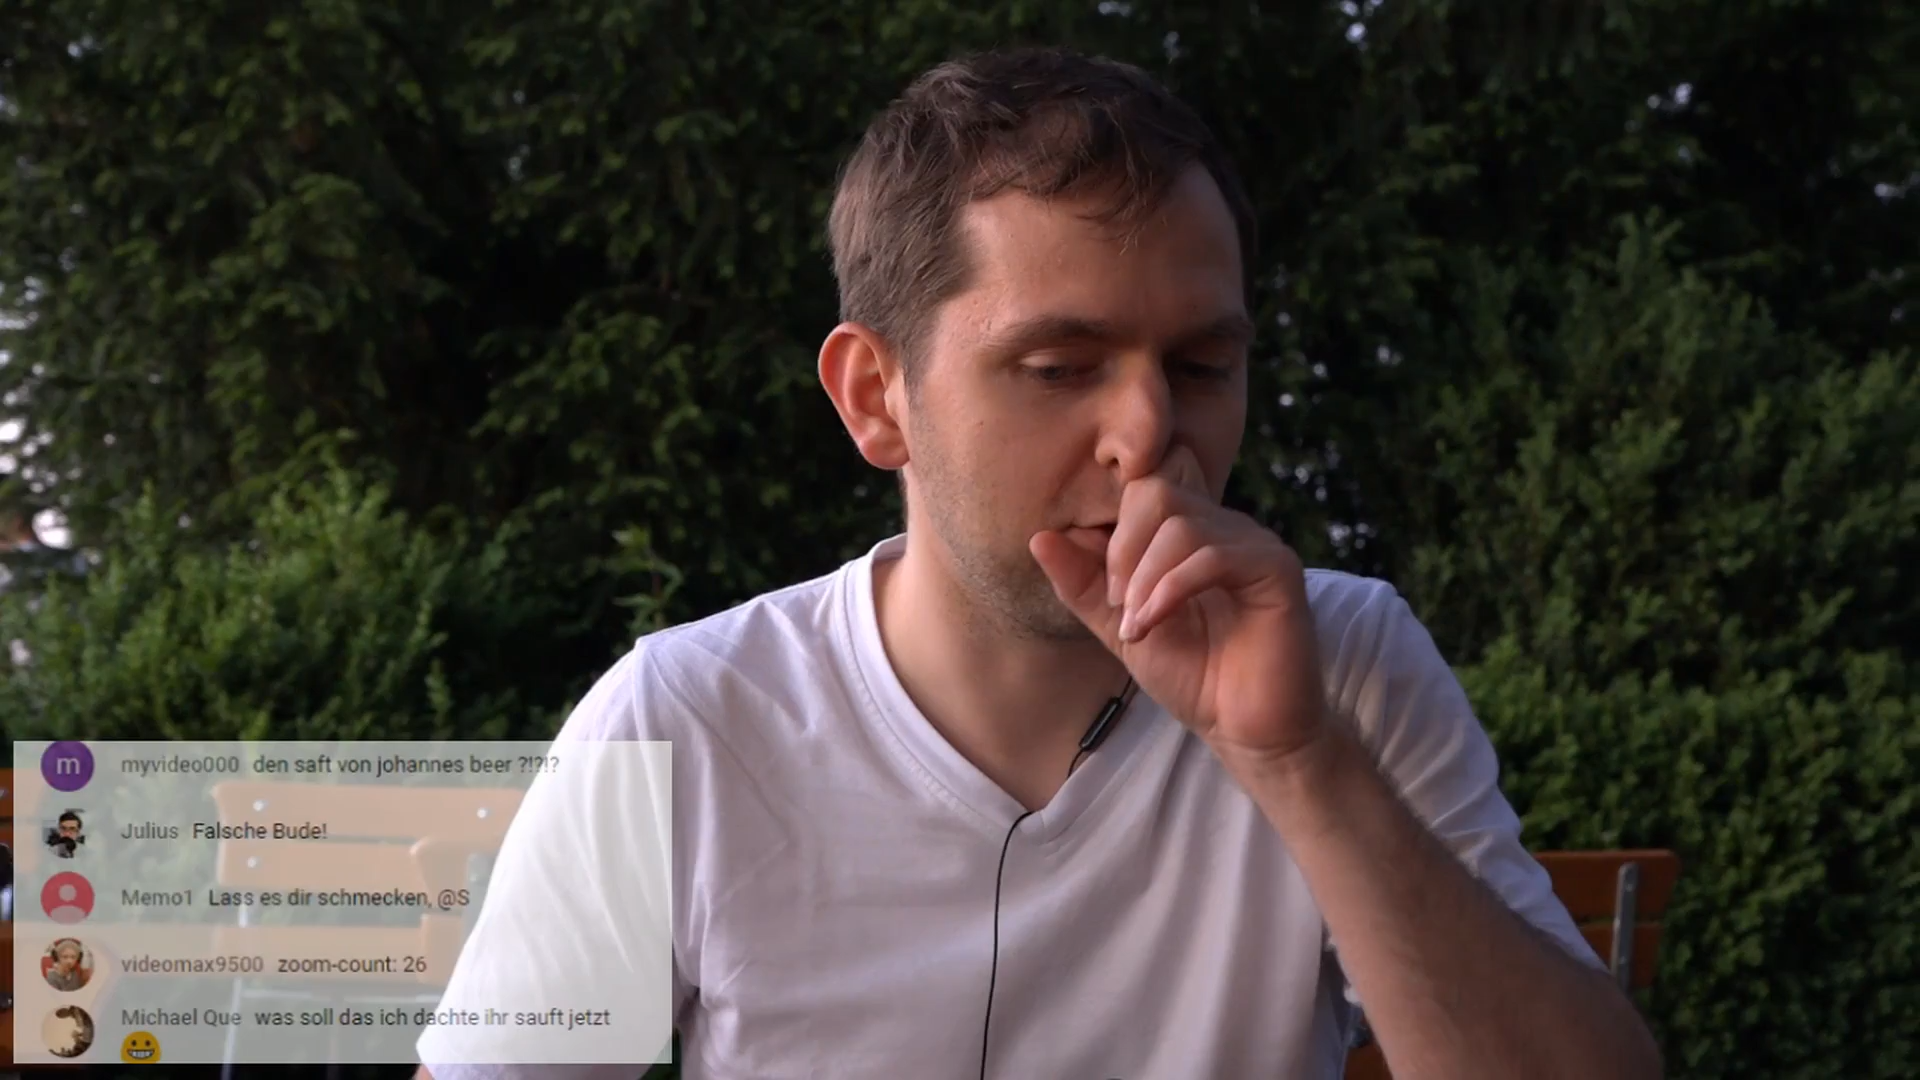 m
myvideo000 den saft von johannes beer ?!?!?
Julius Falsche Bude!
Memo1 Lass es dir schmecken, @S
videomax9500 zoom-count: 26
Michael Que was soll das ich dachte ihr sauft jetzt